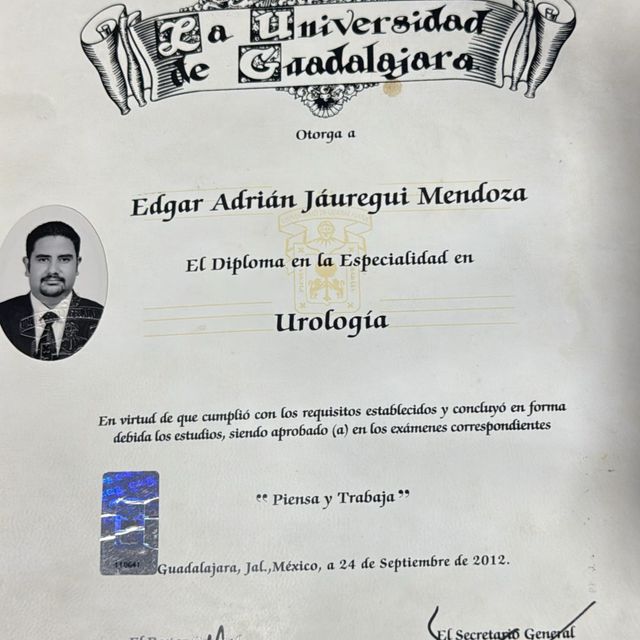 La Universidad
de Guadalajara
Otorga a
Edgar Adrián Jáuregui Mendoza
El Diploma en la Especialidad en
Urología
En virtud de que cumplió con los requisitos establecidos y concluyó en forma
debida los estudios, siendo aprobado (a) en los exámenes correspondientes
“ Piensa y Trabaja ”
110641
Guadalajara, Jal.,México, a 24 de Septiembre de 2012.
El Secretario General